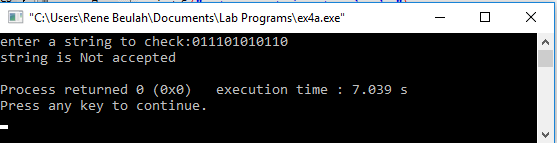 "C:\Users\Rene Beulah\Documents\Lab Programs\ex4a.exe"
enter a string to check:011101010110
string is Not accepted
Process returned 0 (0x0)   execution time : 7.039 s
Press any key to continue.